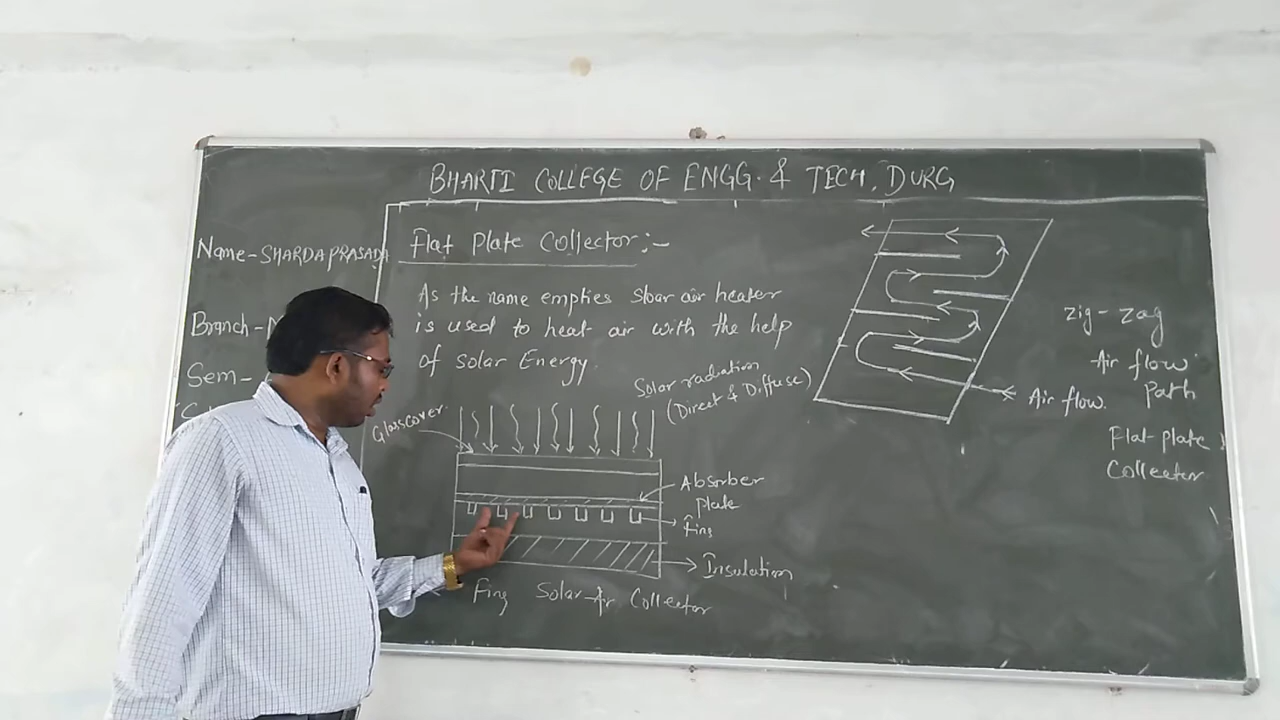 BHARTI COLLEGE OF ENGG. & TECH, DURG
Name - SHARDA PRASAD
Branch -
Sem -
Flat Plate Collector :-
As the name empties Sloar air heater
is used to heat air with the help
of solar Energy.
Solar radiation
(Direct & Diffuse)
Glass cover
Absorber
plate
Fins
Insulation
Fins Solar Air Collector
Air flow.
zig-zag
Air flow
Path
Flat-plate
Collector